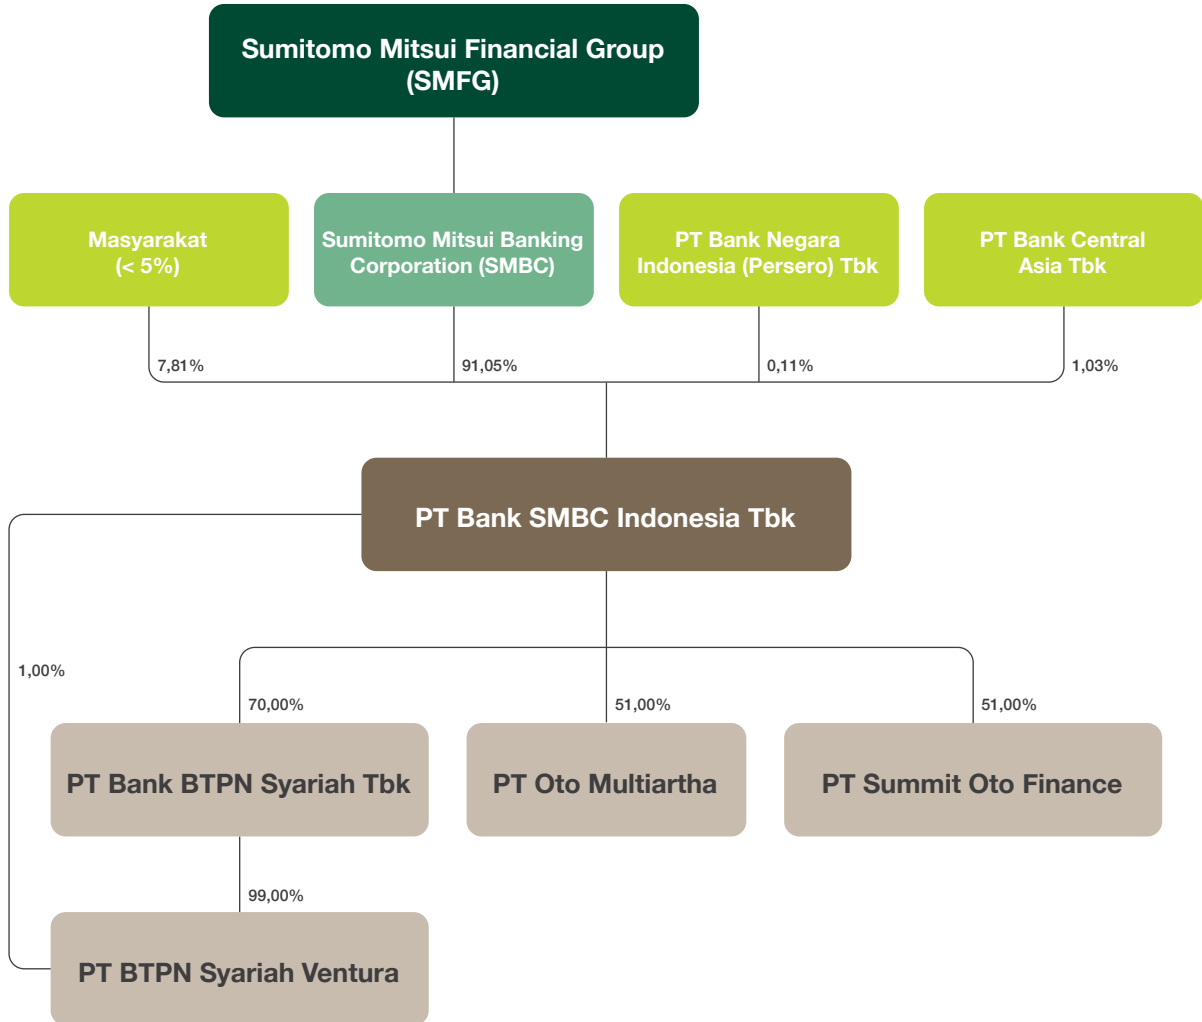 Sumitomo Mitsui Financial Group
(SMFG)
Masyarakat
(< 5%)
Sumitomo Mitsui Banking
Corporation (SMBC)
PT Bank Negara
Indonesia (Persero) Tbk
PT Bank Central
Asia Tbk
7,81%
91,05%
0,11%
1,03%
PT Bank SMBC Indonesia Tbk
1,00%
70,00%
51,00%
51,00%
PT Bank BTPN Syariah Tbk
PT Oto Multiartha
PT Summit Oto Finance
99,00%
PT BTPN Syariah Ventura